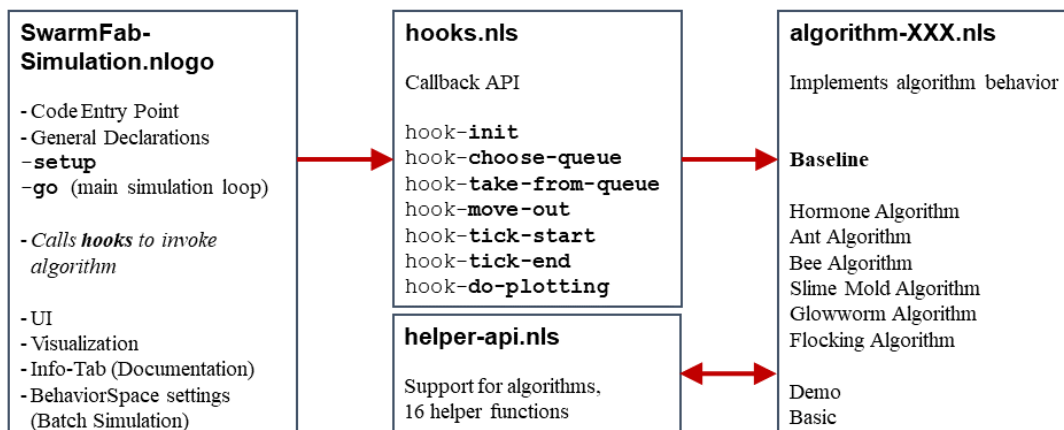 SwarmFab-
Simulation.nlogo
- Code Entry Point
- General Declarations
-setup
-go (main simulation loop)
- Calls hooks to invoke
algorithm
- UI
- Visualization
- Info-Tab (Documentation)
- BehaviorSpace settings
(Batch Simulation)
hooks.nls
Callback API
hook-init
hook-choose-queue
hook-take-from-queue
hook-move-out
hook-tick-start
hook-tick-end
hook-do-plotting
helper-api.nls
Support for algorithms,
16 helper functions
algorithm-XXX.nls
Implements algorithm behavior
Baseline
Hormone Algorithm
Ant Algorithm
Bee Algorithm
Slime Mold Algorithm
Glowworm Algorithm
Flocking Algorithm
Demo
Basic